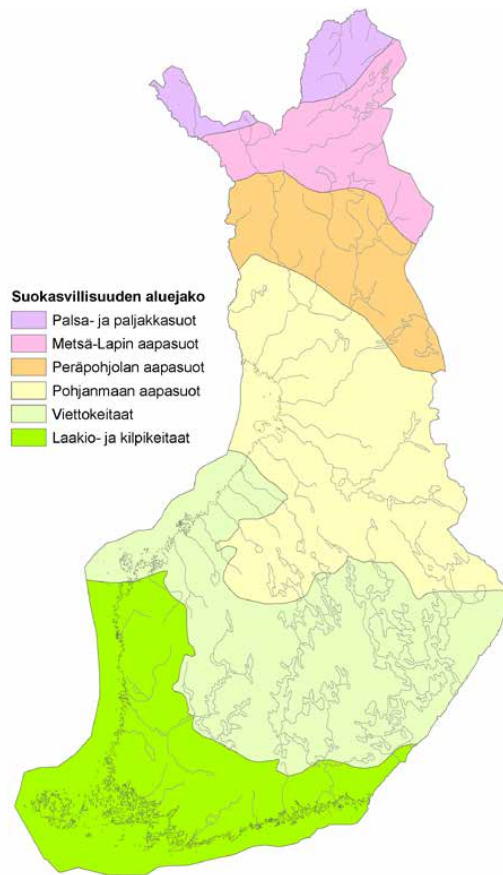 Suokasvillisuuden aluejako
Palsa- ja paljakkasuot
Metsä-Lapin aapasuot
Peräpohjolan aapasuot
Pohjanmaan aapasuot
Viettokeitaat
Laakio- ja kilpikeitaat